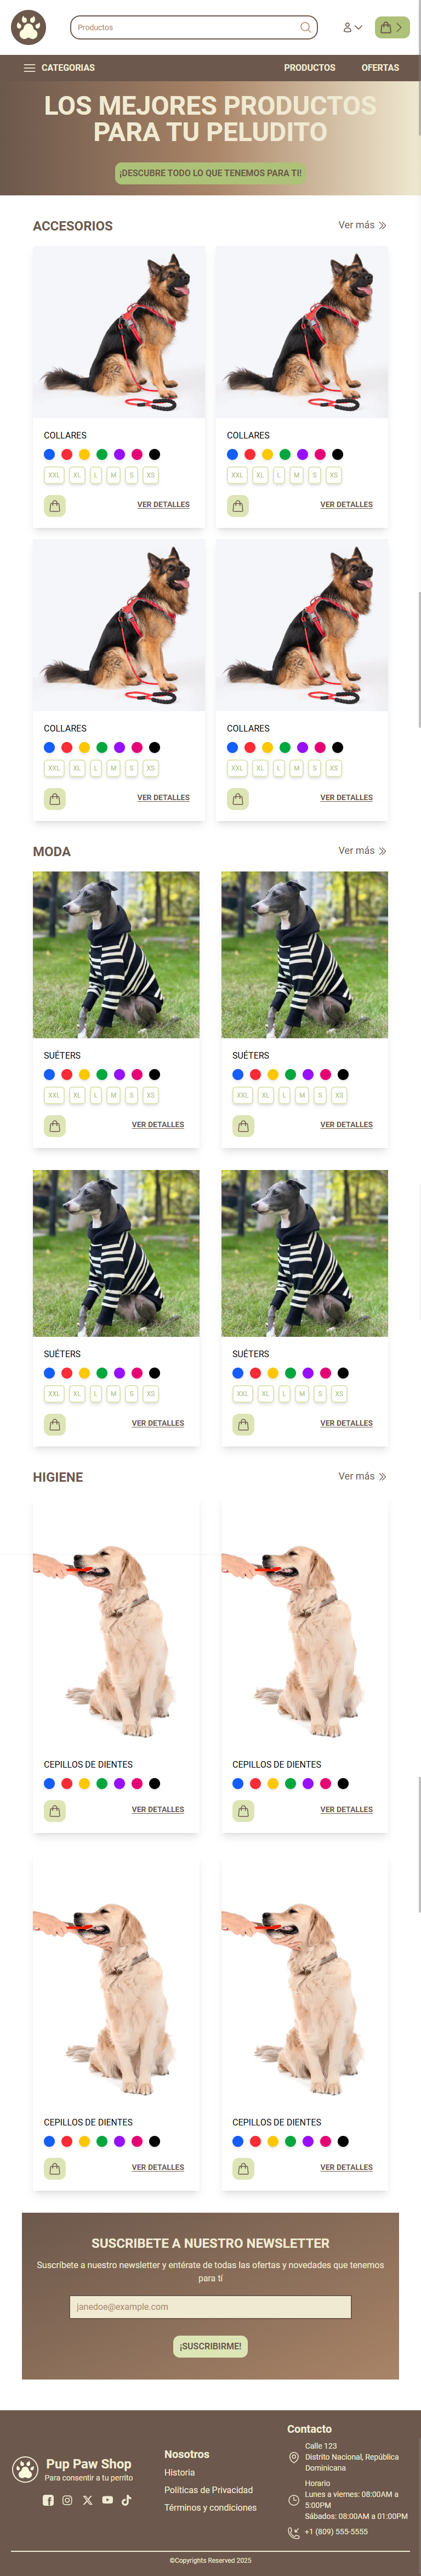 Productos
CATEGORIAS
PRODUCTOS
OFERTAS
LOS MEJORES PRODUCTOS
PARA TU PELUDITO
¡DESCUBRE TODO LO QUE TENEMOS PARA TI!
ACCESORIOS
Ver más
COLLARES
COLLARES
XXL XL L M S XS
XXL XL L M S XS
VER DETALLES
VER DETALLES
COLLARES
COLLARES
XXL XL L M S XS
XXL XL L M S XS
VER DETALLES
VER DETALLES
MODA
Ver más
SUÉTERS
SUÉTERS
XXL XL L M S XS
XXL XL L M S XS
VER DETALLES
VER DETALLES
SUÉTERS
SUÉTERS
XXL XL L M S XS
XXL XL L M S XS
VER DETALLES
VER DETALLES
HIGIENE
Ver más
CEPILLOS DE DIENTES
CEPILLOS DE DIENTES
VER DETALLES
VER DETALLES
CEPILLOS DE DIENTES
CEPILLOS DE DIENTES
VER DETALLES
VER DETALLES
SUSCRIBETE A NUESTRO NEWSLETTER
Suscríbete a nuestro newsletter y entérate de todas las ofertas y novedades que tenemos
para tí
janedoe@example.com
¡SUSCRIBIRME!
Pup Paw Shop
Para consentir a tu perrito
Nosotros
Historia
Políticas de Privacidad
Términos y condiciones
Contacto
Calle 123
Distrito Nacional, República
Dominicana
Horario
Lunes a viernes: 08:00AM a
5:00PM
Sábados: 08:00AM a 01:00PM
+1 (809) 555-5555
©Copyrights Reserved 2025